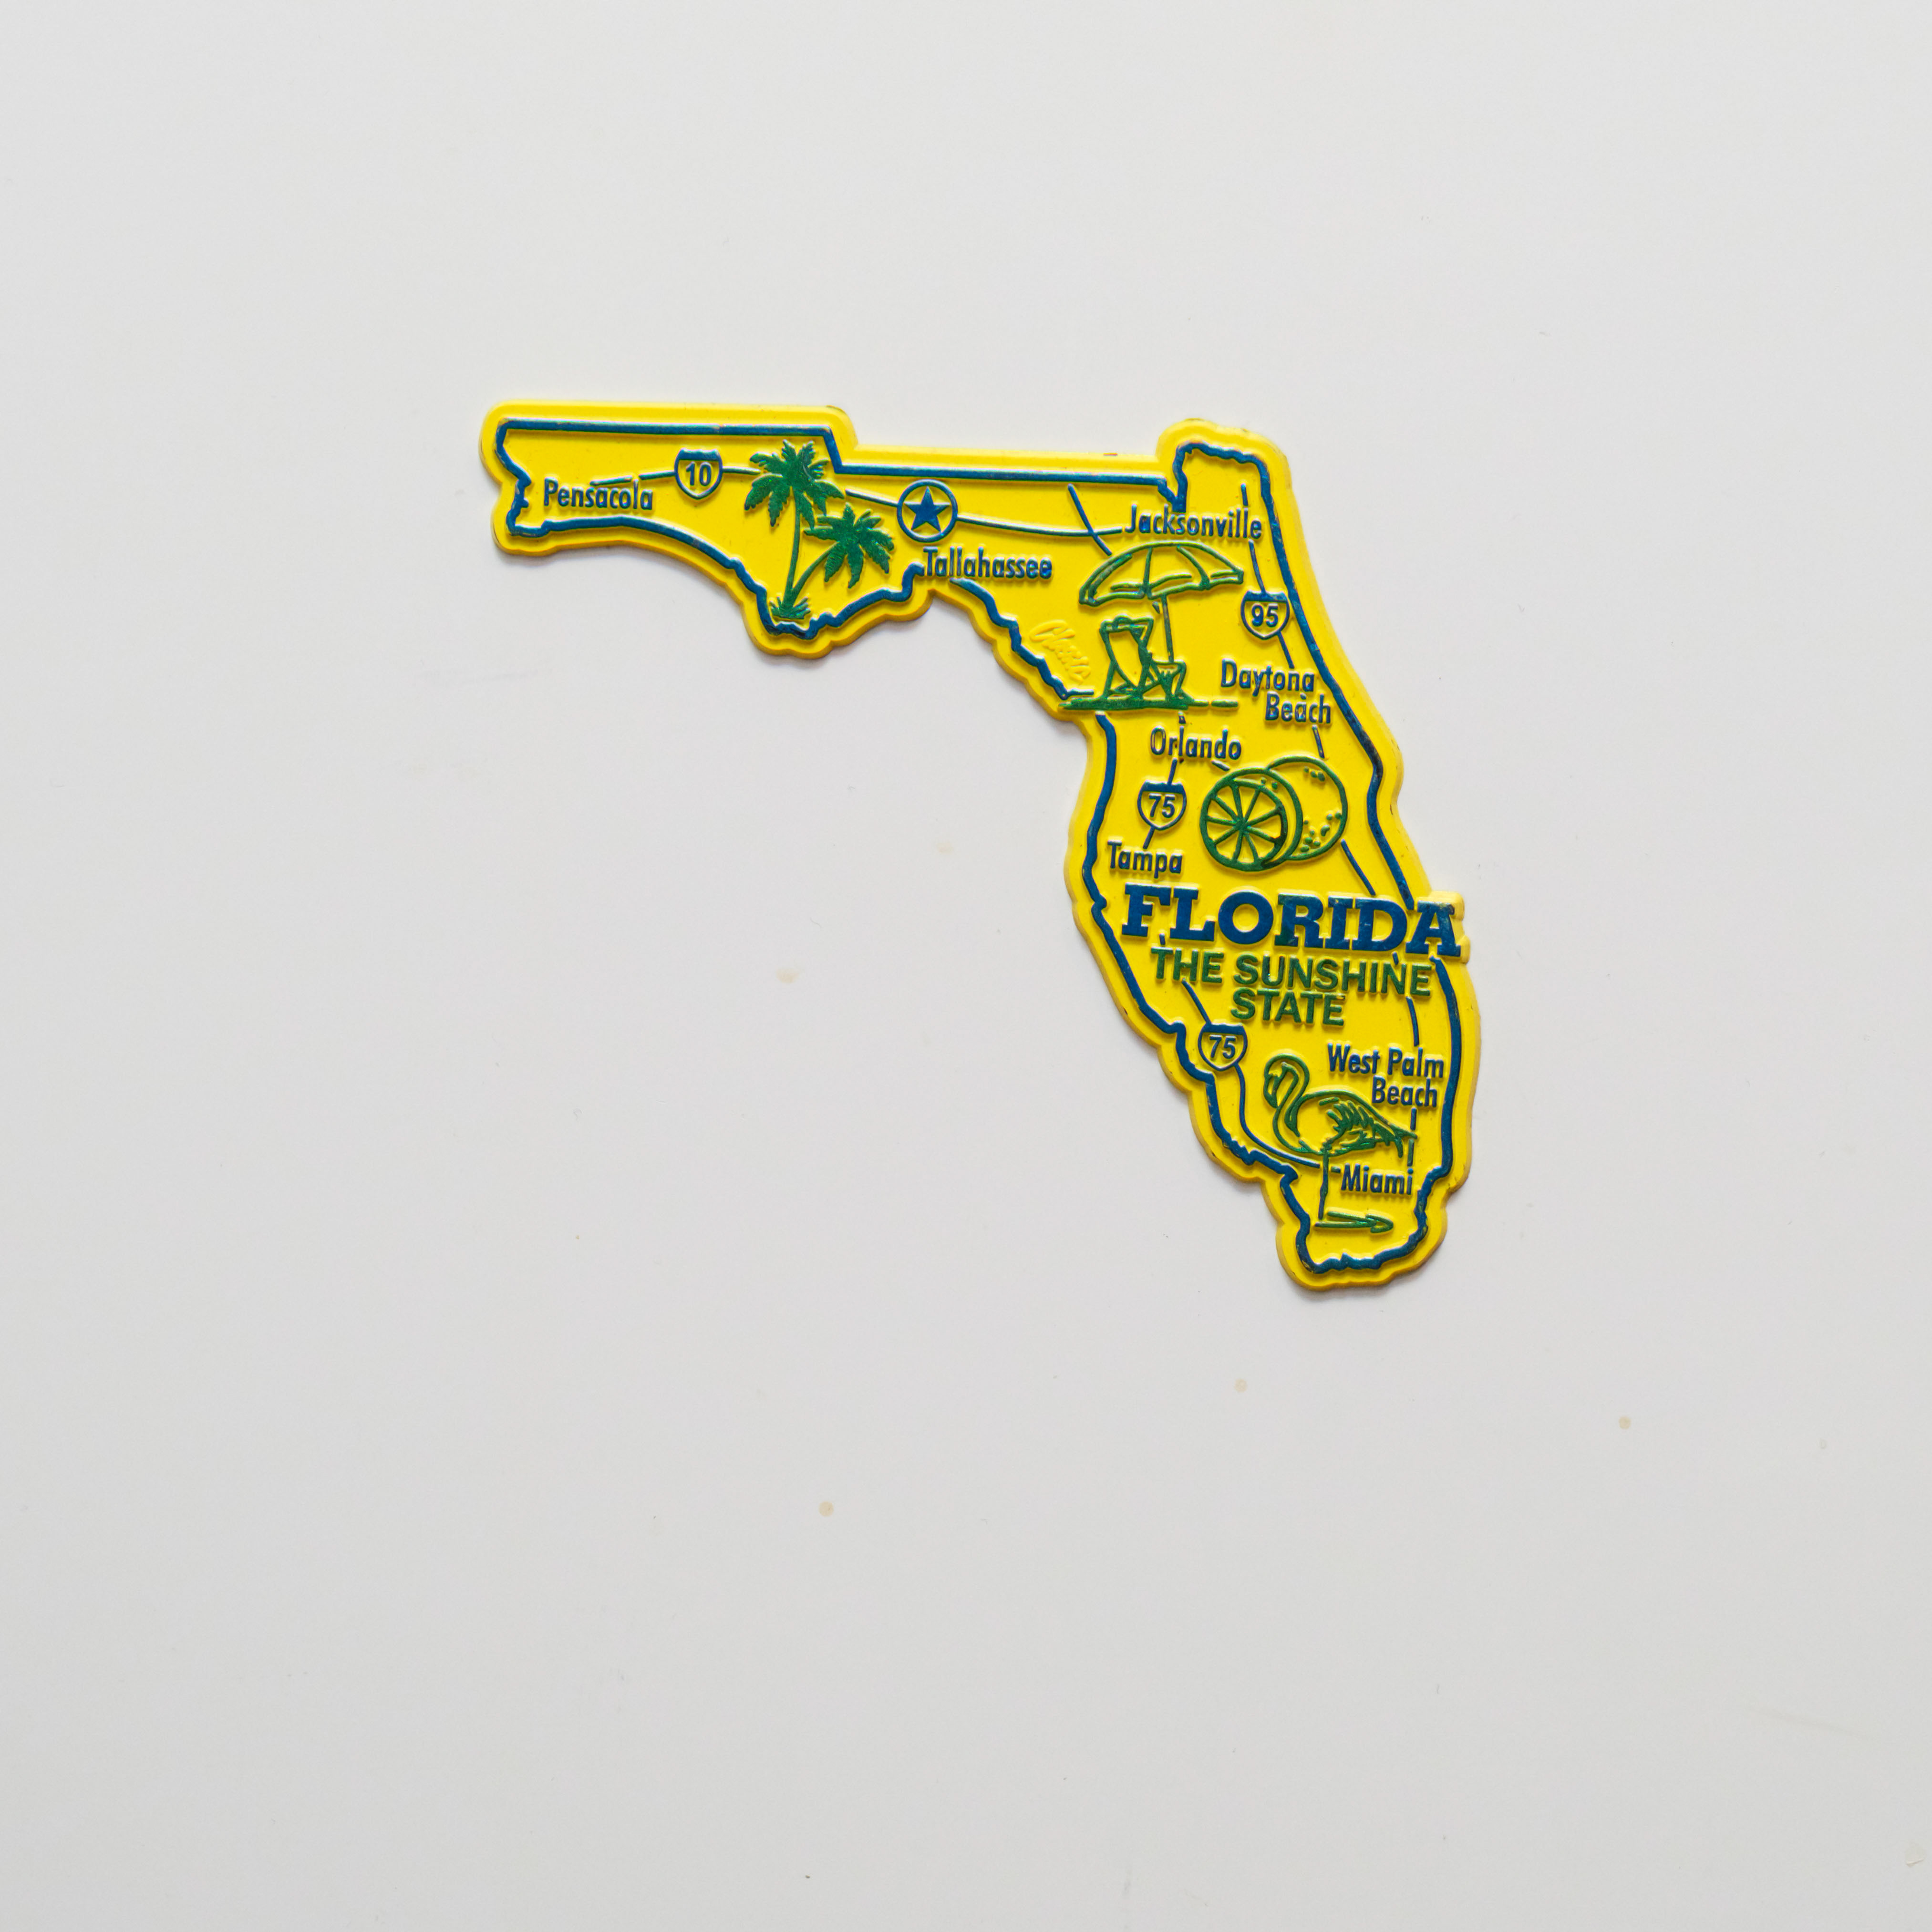 10
Pensacola
Jacksonville
Tallahassee
95
Daytona
Beach
Orlando
75
Tampa
FLORIDA
THE SUNSHINE
STATE
75
West Palm
Beach
Miami